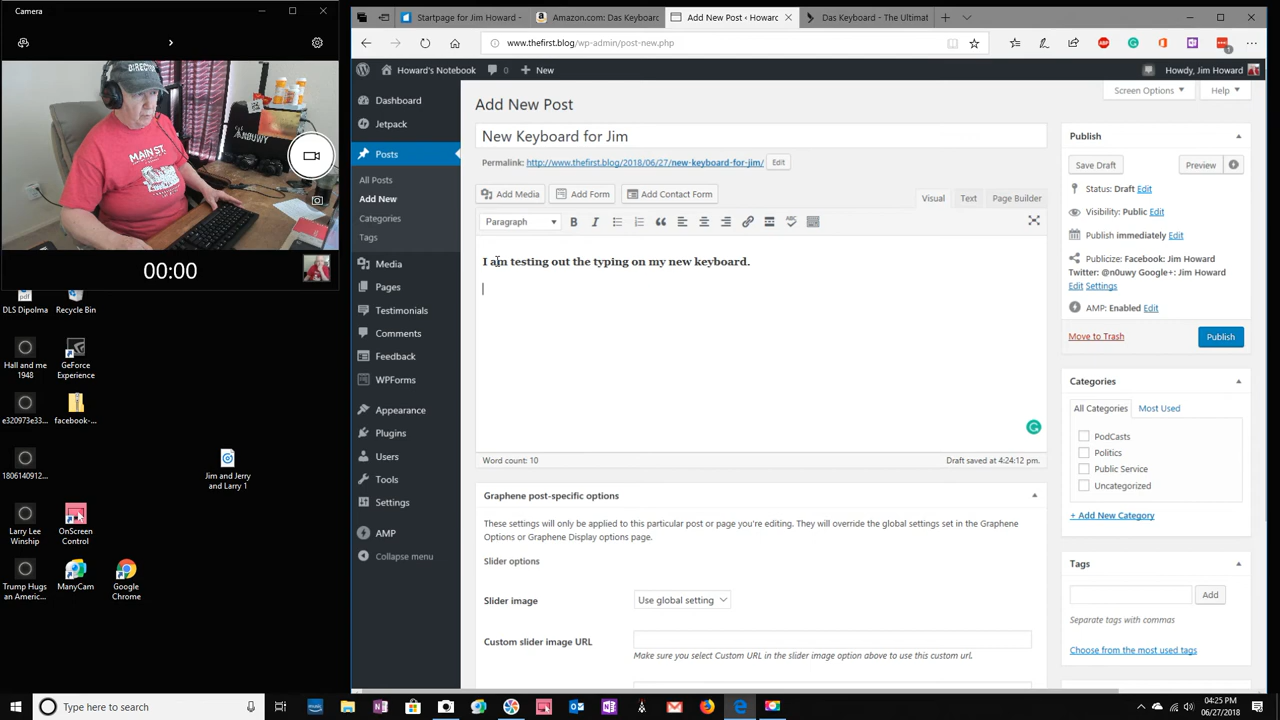 Camera
00:00
DIRECTOR
MAIN ST.
N0UWY
DLS Dipolma
Recycle Bin
Hall and me
1948
GeForce
Experience
e320973e33...
facebook-...
1806140912...
Jim and Jerry
and Larry 1
Larry Lee
Winship
OnScreen
Control
Trump Hugs
an Americ...
ManyCam
Google
Chrome
Startpage for Jim Howard -
Amazon.com: Das Keyboard
Add New Post ‹ Howard
Das Keyboard - The Ultimat
www.thefirst.blog/wp-admin/post-new.php
Howard's Notebook
0
New
Howdy, Jim Howard
Dashboard
Jetpack
Posts
All Posts
Add New
Categories
Tags
Media
Pages
Testimonials
Comments
Feedback
WPForms
Appearance
Plugins
Users
Tools
Settings
AMP
Collapse menu
Screen Options
Help
Add New Post
New Keyboard for Jim
Permalink: http://www.thefirst.blog/2018/06/27/new-keyboard-for-jim/ Edit
Add Media
Add Form
Add Contact Form
Visual
Text
Page Builder
Paragraph
I am testing out the typing on my new keyboard.
Word count: 10
Draft saved at 4:24:12 pm.
Graphene post-specific options
These settings will only be applied to this particular post or page you're editing. They will override the global settings set in the Graphene
Options or Graphene Display options page.
Slider options
Slider image
Use global setting
Custom slider image URL
Make sure you select Custom URL in the slider image option above to use this custom url.
Publish
Save Draft
Preview
Status: Draft Edit
Visibility: Public Edit
Publish immediately Edit
Publicize: Facebook: Jim Howard
Twitter: @n0uwy Google+: Jim Howard
Edit Settings
AMP: Enabled Edit
Move to Trash
Publish
Categories
All Categories
Most Used
PodCasts
Politics
Public Service
Uncategorized
+ Add New Category
Tags
Add
Separate tags with commas
Choose from the most used tags
Type here to search
04:25 PM
06/27/2018